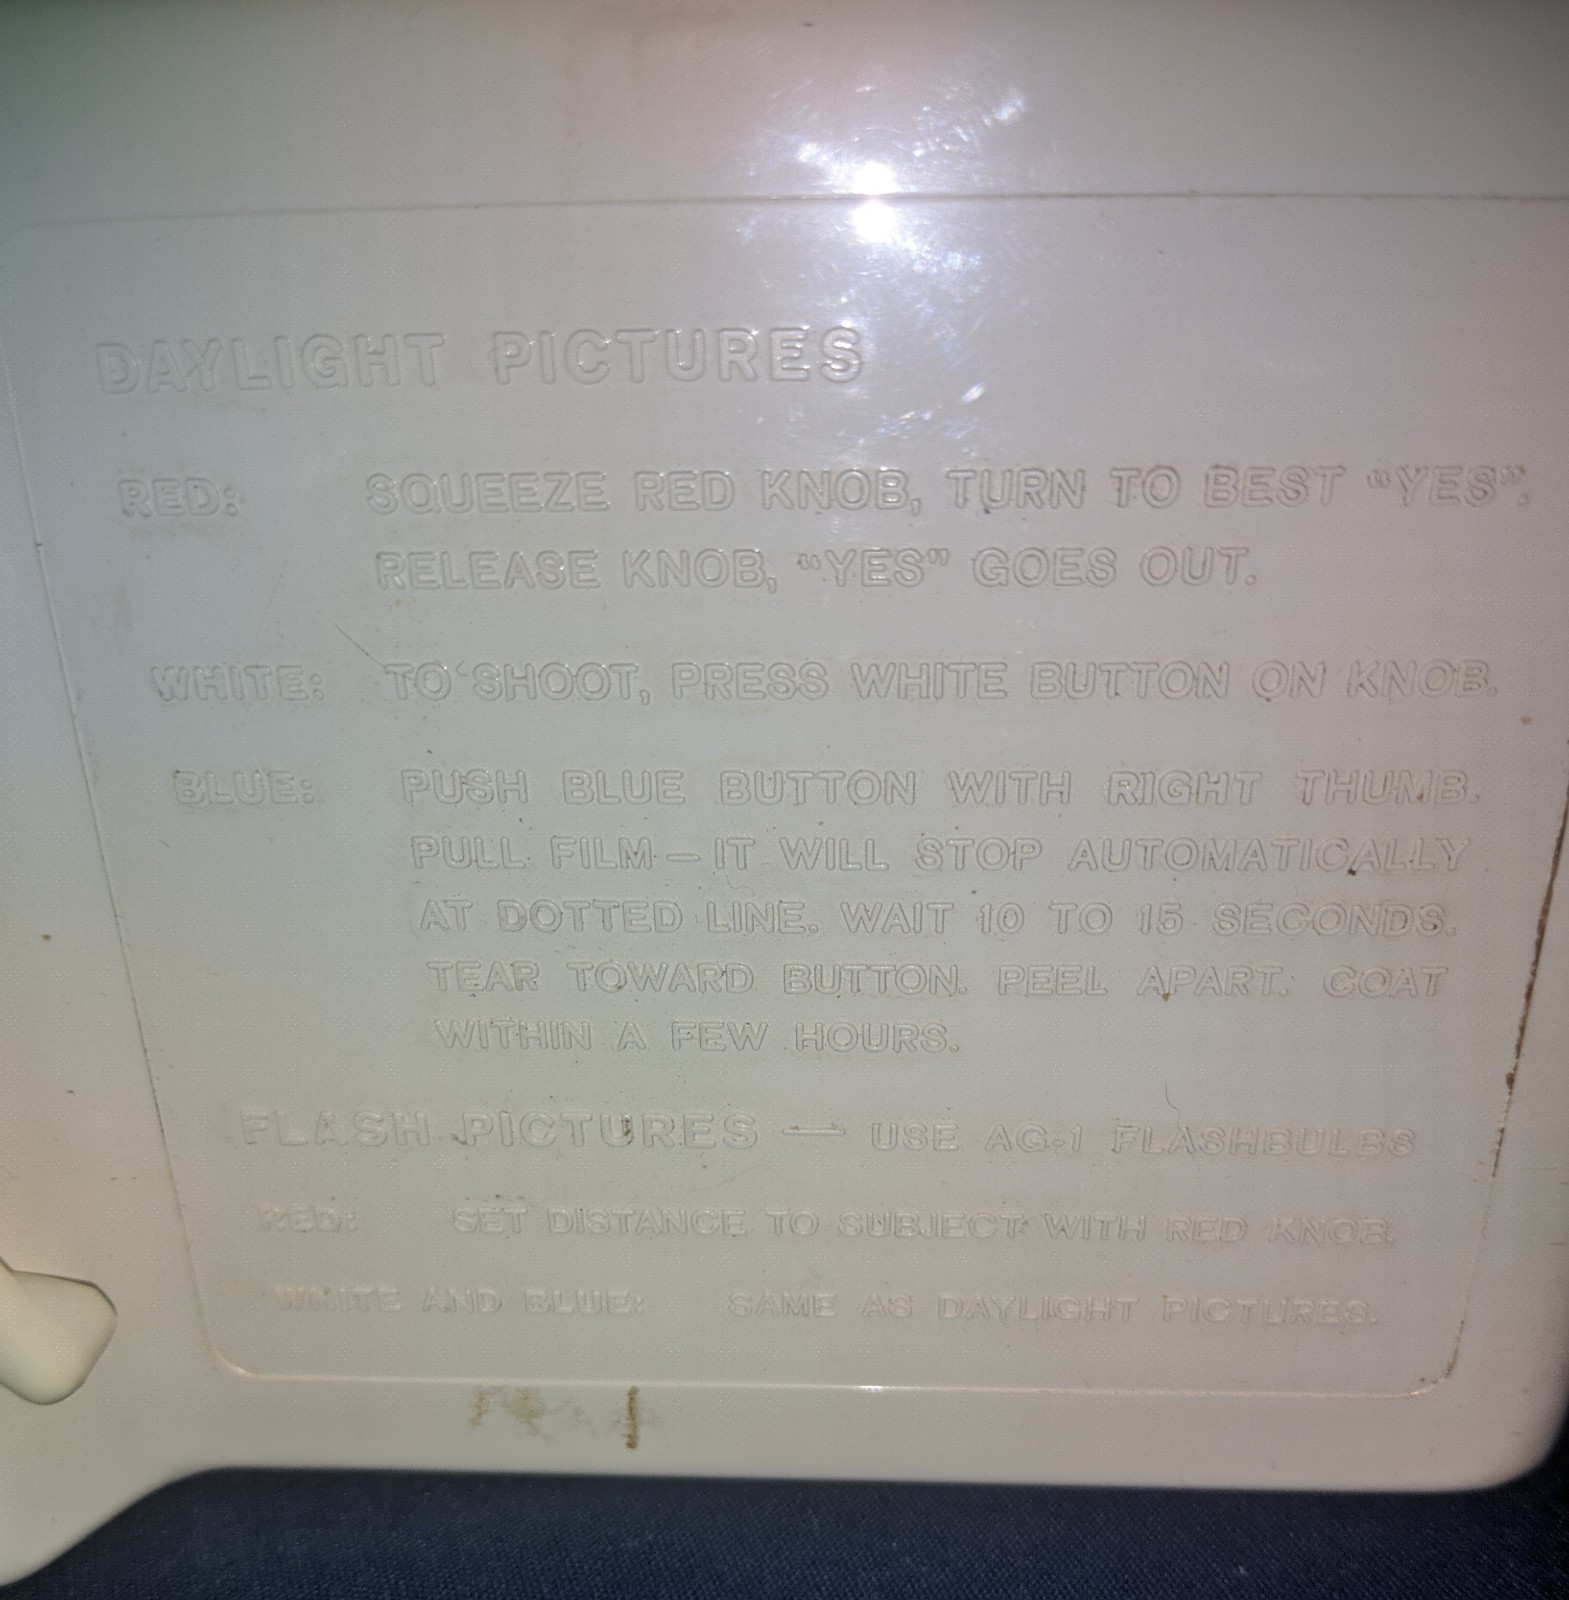 DAYLIGHT PICTURES
RED: SQUEEZE RED KNOB, TURN TO BEST “YES”.
RELEASE KNOB, “YES” GOES OUT.
WHITE: TO SHOOT, PRESS WHITE BUTTON ON KNOB.
BLUE: PUSH BLUE BUTTON WITH RIGHT THUMB.
PULL FILM — IT WILL STOP AUTOMATICALLY
AT DOTTED LINE. WAIT 10 TO 15 SECONDS.
TEAR TOWARD BUTTON. PEEL APART. COAT
WITHIN A FEW HOURS.
FLASH PICTURES — USE AG-1 FLASHBULBS
RED: SET DISTANCE TO SUBJECT WITH RED KNOB.
WHITE AND BLUE: SAME AS DAYLIGHT PICTURES.